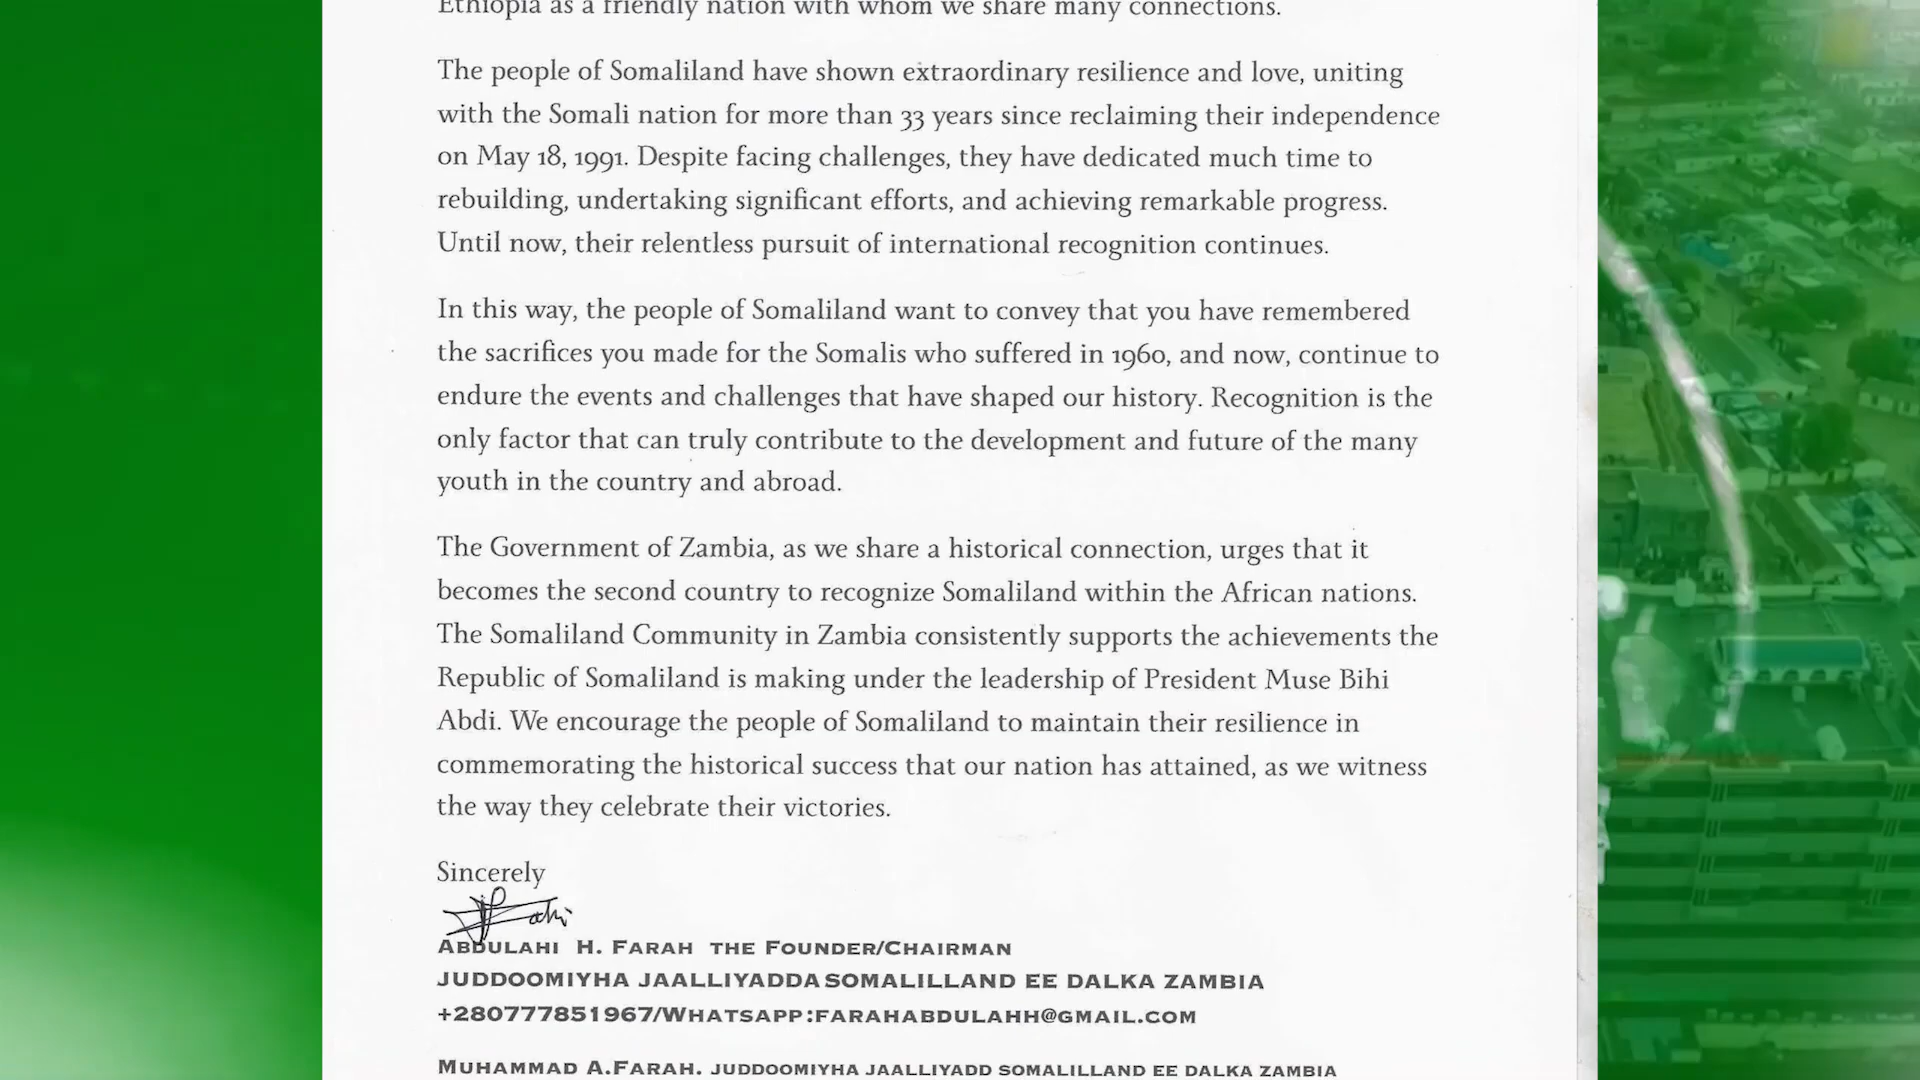 Ethiopia as a friendly nation with whom we share many connections.
The people of Somaliland have shown extraordinary resilience and love, uniting
with the Somali nation for more than 33 years since reclaiming their independence
on May 18, 1991. Despite facing challenges, they have dedicated much time to
rebuilding, undertaking significant efforts, and achieving remarkable progress.
Until now, their relentless pursuit of international recognition continues.
In this way, the people of Somaliland want to convey that you have remembered
the sacrifices you made for the Somalis who suffered in 1960, and now, continue to
endure the events and challenges that have shaped our history. Recognition is the
only factor that can truly contribute to the development and future of the many
youth in the country and abroad.
The Government of Zambia, as we share a historical connection, urges that it
becomes the second country to recognize Somaliland within the African nations.
The Somaliland Community in Zambia consistently supports the achievements the
Republic of Somaliland is making under the leadership of President Muse Bihi
Abdi. We encourage the people of Somaliland to maintain their resilience in
commemorating the historical success that our nation has attained, as we witness
the way they celebrate their victories.
Sincerely
ABDULAHI H. FARAH THE FOUNDER/CHAIRMAN
JUDDOOMIYHA JAALLIYADDA SOMALILLAND EE DALKA ZAMBIA
+280777851967/WHATSAPP:FARAHABDULAHH@GMAIL.COM
MUHAMMAD A.FARAH. JUDDOOMIYHA JAALLIYADD SOMALILLAND EE DALKA ZAMBIA